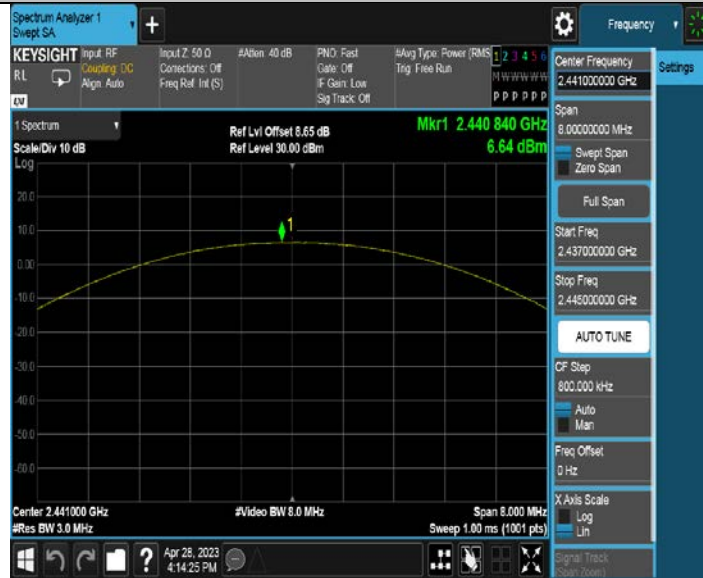 Spectrum Analyzer 1
Swept SA
+
Frequency
KEYSIGHT
RL
Input: RF
Coupling: DC
Align: Auto
Input Z: 50 Ω
Corrections: Off
Freq Ref: Int (S)
#Atten: 40 dB
PNO: Fast
Gate: Off
IF Gain: Low
Sig Track: Off
#Avg Type: Power (RMS
Trig: Free Run
1 2 3 4 5 6
M W W W W W
P P P P P P
1 Spectrum
Scale/Div 10 dB
Log
Ref Lvl Offset 8.65 dB
Ref Level 30.00 dBm
Mkr1 2.440 840 GHz
6.64 dBm
20.0
10.0
0.00
-10.0
-20.0
-30.0
-40.0
-50.0
-60.0
1
Center 2.441000 GHz
#Res BW 3.0 MHz
#Video BW 8.0 MHz
Span 8.000 MHz
Sweep 1.00 ms (1001 pts)
Apr 28, 2023
4:14:25 PM
?
Center Frequency
2.441000000 GHz
Settings
Span
8.00000000 MHz
Swept Span
Zero Span
Full Span
Start Freq
2.437000000 GHz
Stop Freq
2.445000000 GHz
AUTO TUNE
CF Step
800.000 kHz
Auto
Man
Freq Offset
0 Hz
X Axis Scale
Log
Lin
Signal Track
(Span Zoom)